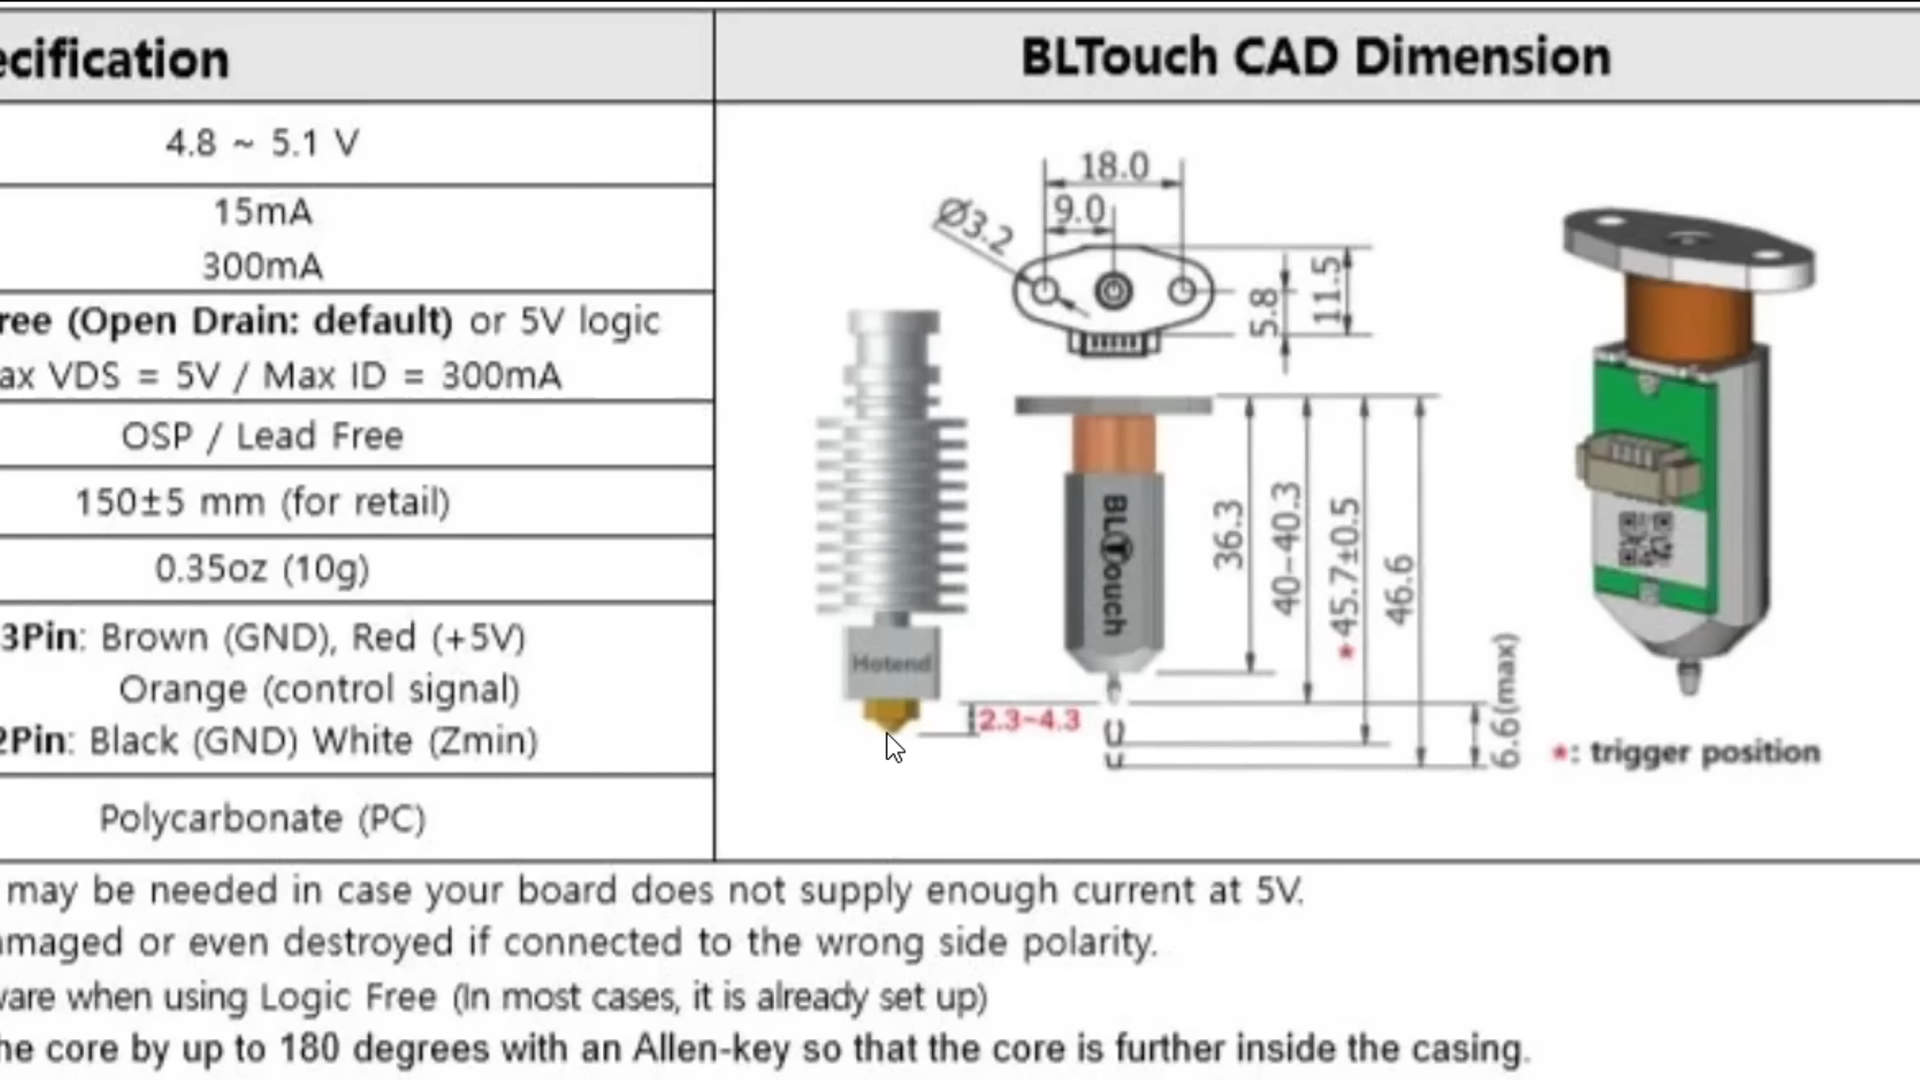 ecification
BLTouch CAD Dimension
4.8 ~ 5.1 V
15mA
300mA
ree (Open Drain: default) or 5V logic
ax VDS = 5V / Max ID = 300mA
OSP / Lead Free
150±5 mm (for retail)
0.35oz (10g)
3Pin: Brown (GND), Red (+5V)
Orange (control signal)
2Pin: Black (GND) White (Zmin)
Polycarbonate (PC)
18.0
9.0
Ø3.2
5.8
11.5
BLTouch
36.3
40~40.3
*45.7±0.5
46.6
6.6(max)
Hotend
2.3~4.3
*: trigger position
may be needed in case your board does not supply enough current at 5V.
amaged or even destroyed if connected to the wrong side polarity.
ware when using Logic Free (In most cases, it is already set up)
he core by up to 180 degrees with an Allen-key so that the core is further inside the casing.